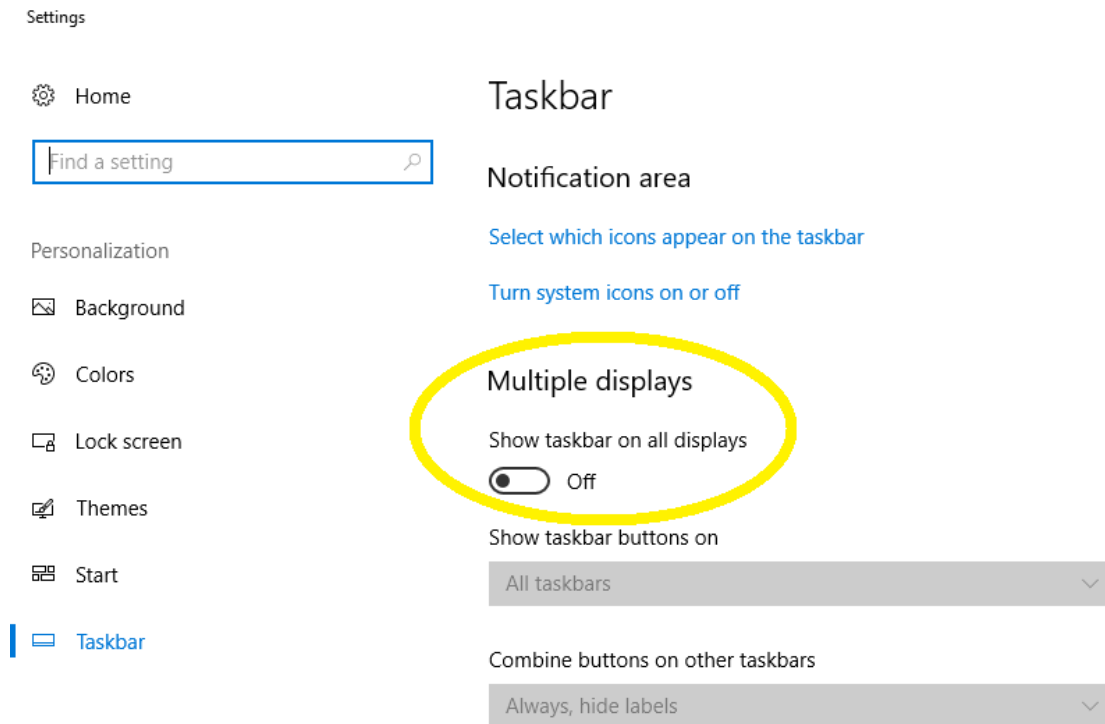 Settings
Home
Find a setting
Personalization
Background
Colors
Lock screen
Themes
Start
Taskbar
Taskbar
Notification area
Select which icons appear on the taskbar
Turn system icons on or off
Multiple displays
Show taskbar on all displays
Off
Show taskbar buttons on
All taskbars
Combine buttons on other taskbars
Always, hide labels